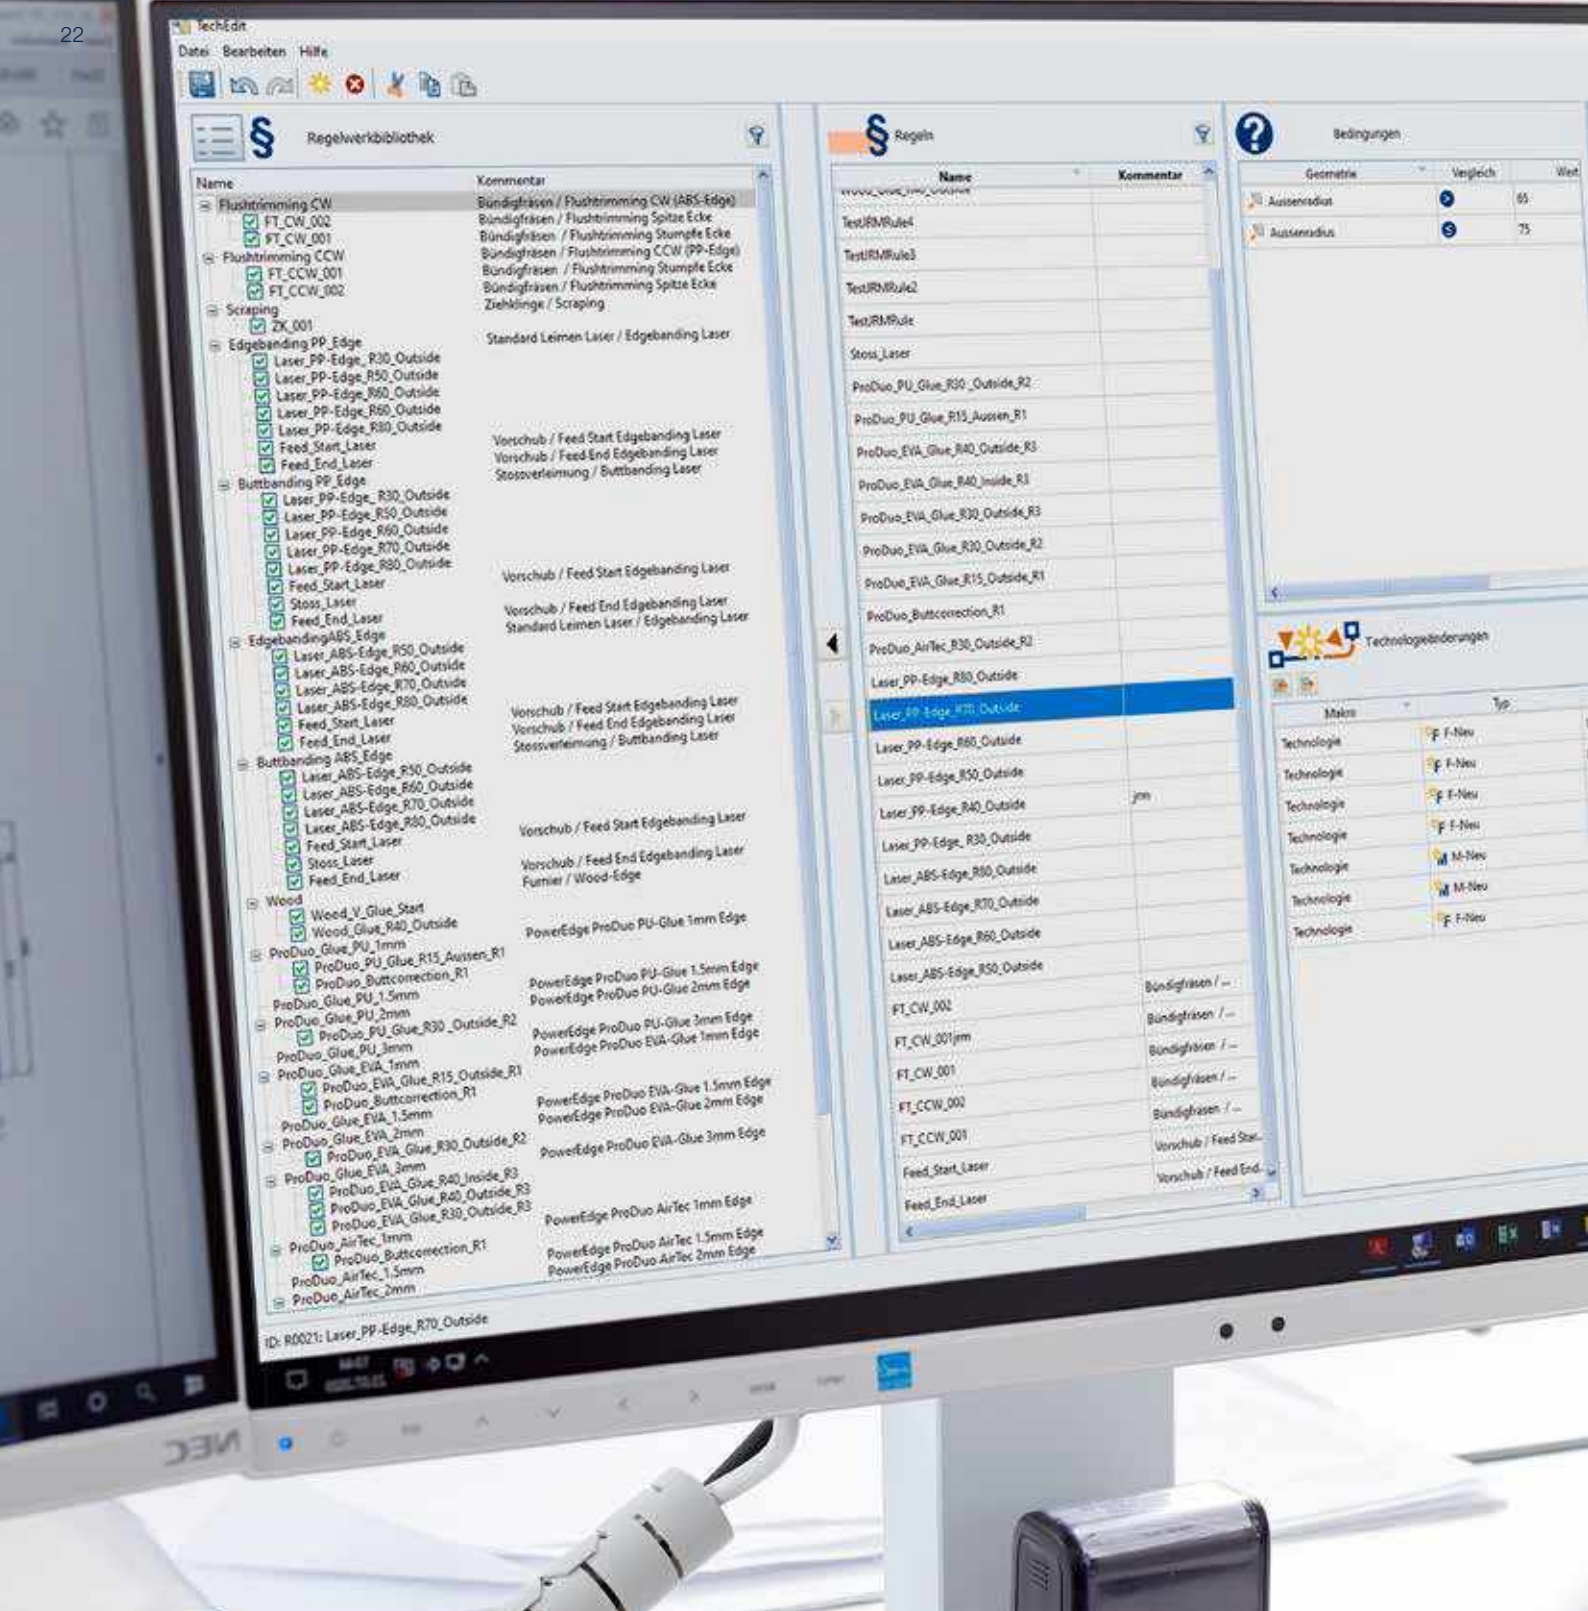 22
TechEdit
Datei Bearbeiten Hilfe
§ Regelwerkbibliothek
Name Kommentar
Flushtrimming CW Bündigfräsen / Flushtrimming CW (ABS-Edge)
FT_CW_002 Bündigfräsen / Flushtrimming Spitze Ecke
FT_CW_001 Bündigfräsen / Flushtrimming Stumpfe Ecke
Flushtrimming CCW Bündigfräsen / Flushtrimming CCW (PP-Edge)
FT_CCW_001 Bündigfräsen / Flushtrimming Stumpfe Ecke
FT_CCW_002 Bündigfräsen / Flushtrimming Spitze Ecke
Scraping Ziehklinge / Scraping
ZK_001
Edgebanding PP_Edge Standard Leimen Laser / Edgebanding Laser
Laser_PP-Edge_R30_Outside
Laser_PP-Edge_R50_Outside
Laser_PP-Edge_R60_Outside
Laser_PP-Edge_R60_Outside
Laser_PP-Edge_R80_Outside
Feed_Start_Laser Vorschub / Feed Start Edgebanding Laser
Feed_End_Laser Vorschub / Feed End Edgebanding Laser
Buttbanding PP_Edge Stossverleimung / Buttbanding Laser
Laser_PP-Edge_ R30_Outside
Laser_PP-Edge_R50_Outside
Laser_PP-Edge_R60_Outside
Laser_PP-Edge_R70_Outside
Laser_PP-Edge_R80_Outside
Feed_Start_Laser Vorschub / Feed Start Edgebanding Laser
Stoss_Laser
Feed_End_Laser Vorschub / Feed End Edgebanding Laser
EdgebandingABS_Edge Standard Leimen Laser / Edgebanding Laser
Laser_ABS-Edge_R50_Outside
Laser_ABS-Edge_R60_Outside
Laser_ABS-Edge_R70_Outside
Laser_ABS-Edge_R80_Outside
Feed_Start_Laser Vorschub / Feed Start Edgebanding Laser
Feed_End_Laser Vorschub / Feed End Edgebanding Laser
Buttbanding ABS_Edge Stossverleimung / Buttbanding Laser
Laser_ABS-Edge_R50_Outside
Laser_ABS-Edge_R60_Outside
Laser_ABS-Edge_R70_Outside
Laser_ABS-Edge_R80_Outside
Feed_Start_Laser Vorschub / Feed Start Edgebanding Laser
Stoss_Laser
Feed_End_Laser Vorschub / Feed End Edgebanding Laser
Wood Furnier / Wood-Edge
Wood_V_Glue_Start
Wood_Glue_R40_Outside
ProDuo_Glue_PU_1mm PowerEdge ProDuo PU-Glue 1mm Edge
ProDuo_PU_Glue_R15_Aussen_R1
ProDuo_Buttcorrection_R1
ProDuo_Glue_PU_1.5mm PowerEdge ProDuo PU-Glue 1.5mm Edge
ProDuo_Glue_PU_2mm PowerEdge ProDuo PU-Glue 2mm Edge
ProDuo_PU_Glue_R30 _Outside_R2
ProDuo_Glue_PU_3mm PowerEdge ProDuo PU-Glue 3mm Edge
ProDuo_Glue_EVA_1mm PowerEdge ProDuo EVA-Glue 1mm Edge
ProDuo_EVA_Glue_R15_Outside_R1
ProDuo_Buttcorrection_R1
ProDuo_Glue_EVA_1.5mm PowerEdge ProDuo EVA-Glue 1.5mm Edge
ProDuo_Glue_EVA_2mm PowerEdge ProDuo EVA-Glue 2mm Edge
ProDuo_EVA_Glue_R30_Outside_R2
ProDuo_Glue_EVA_3mm PowerEdge ProDuo EVA-Glue 3mm Edge
ProDuo_EVA_Glue_R40_Inside_R3
ProDuo_EVA_Glue_R40_Outside_R3
ProDuo_EVA_Glue_R30_Outside_R3
ProDuo_AirTec_1mm PowerEdge ProDuo AirTec 1mm Edge
ProDuo_Buttcorrection_R1
ProDuo_AirTec_1.5mm PowerEdge ProDuo AirTec 1.5mm Edge
ProDuo_AirTec_2mm PowerEdge ProDuo AirTec 2mm Edge
ID: R0021: Laser_PP-Edge_R70_Outside
§ Regeln
Name Kommentar
TestJRMRule4
TestJRMRule3
TestJRMRule2
TestJRMRule
Stoss_Laser
ProDuo_PU_Glue_R30 _Outside_R2
ProDuo_PU_Glue_R15_Aussen_R1
ProDuo_EVA_Glue_R40_Outside_R3
ProDuo_EVA_Glue_R40_Inside_R3
ProDuo_EVA_Glue_R30_Outside_R3
ProDuo_EVA_Glue_R30_Outside_R2
ProDuo_EVA_Glue_R15_Outside_R1
ProDuo_Buttcorrection_R1
ProDuo_AirTec_R30_Outside_R2
Laser_PP-Edge_R80_Outside
Laser_PP-Edge_R70_Outside
Laser_PP-Edge_R60_Outside
Laser_PP-Edge_R50_Outside
Laser_PP-Edge_R40_Outside jrm
Laser_PP-Edge_ R30_Outside
Laser_ABS-Edge_R80_Outside
Laser_ABS-Edge_R70_Outside
Laser_ABS-Edge_R60_Outside
Laser_ABS-Edge_R50_Outside
FT_CW_002 Bündigfräsen / ...
FT_CW_001jrm Bündigfräsen / ...
FT_CW_001 Bündigfräsen / ...
FT_CCW_002 Bündigfräsen / ...
FT_CCW_001 Bündigfräsen / ...
Feed_Start_Laser Vorschub / Feed Star...
Feed_End_Laser Vorschub / Feed End...
? Bedingungen
Geometrie Vergleich Wert
Aussenradius 65
Aussenradius 75
Technologieänderungen
Makro Typ
Technologie F-Neu
Technologie F-Neu
Technologie F-Neu
Technologie F-Neu
Technologie M-Neu
Technologie M-Neu
Technologie F-Neu
NEC